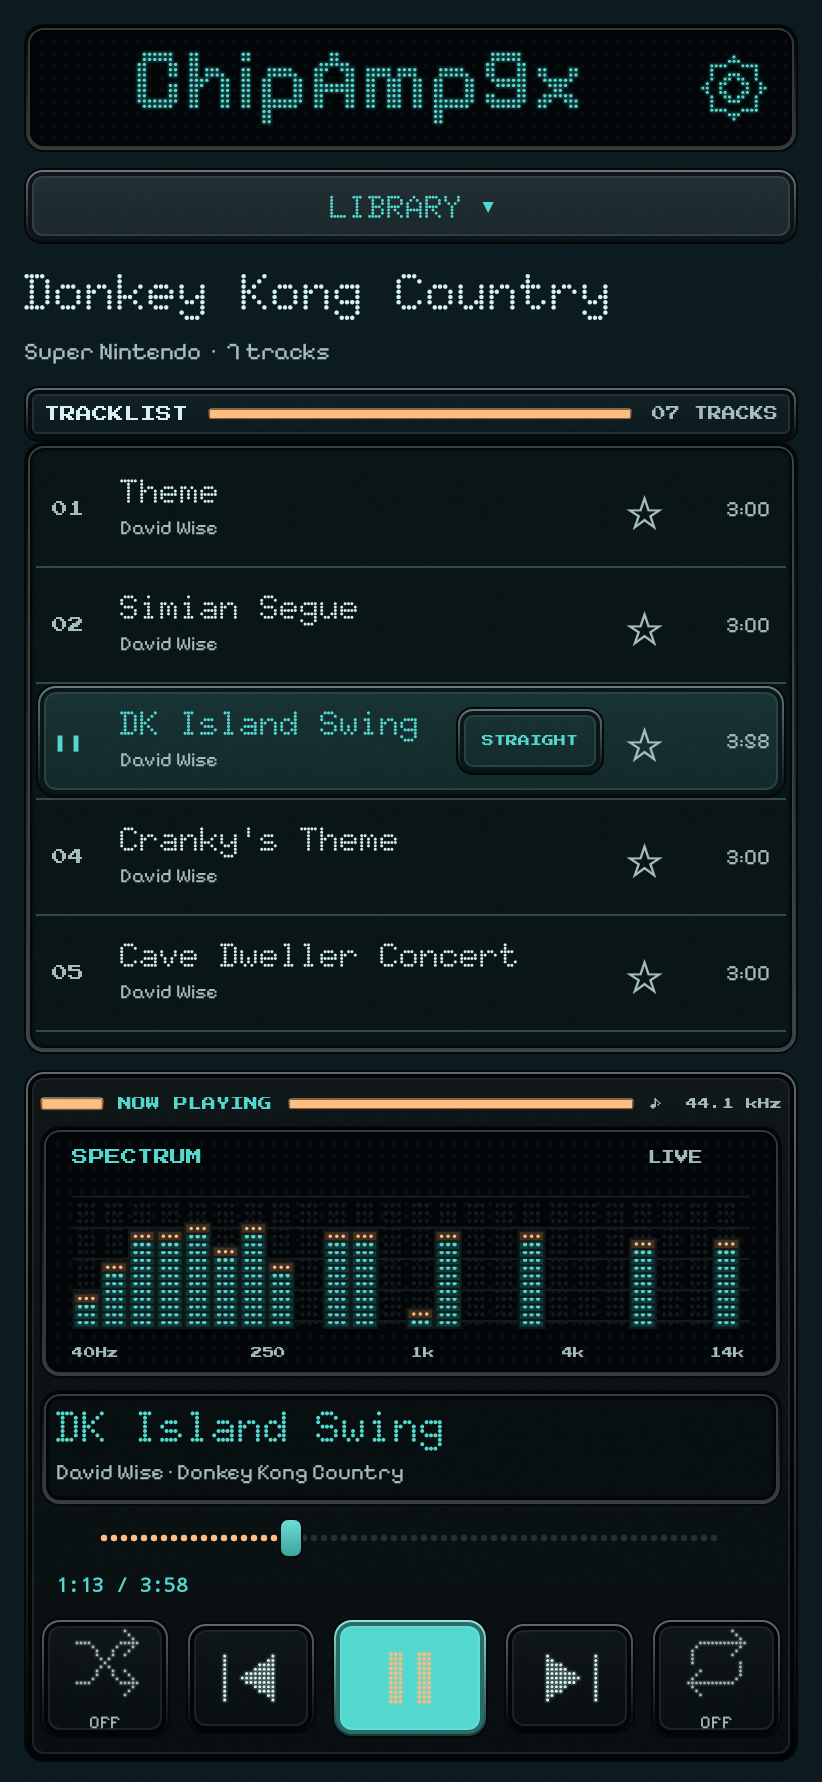 ChipAmp9x
LIBRARY ▼
Donkey Kong Country
Super Nintendo · 7 tracks
TRACKLIST 07 TRACKS
01 Theme ☆ 3:00
David Wise
02 Simian Segue ☆ 3:00
David Wise
DK Island Swing STRAIGHT ☆ 3:58
David Wise
04 Cranky's Theme ☆ 3:00
David Wise
05 Cave Dweller Concert ☆ 3:00
David Wise
NOW PLAYING ♪ 44.1 kHz
SPECTRUM LIVE
40Hz 250 1k 4k 14k
DK Island Swing
David Wise · Donkey Kong Country
1:13 / 3:58
OFF OFF